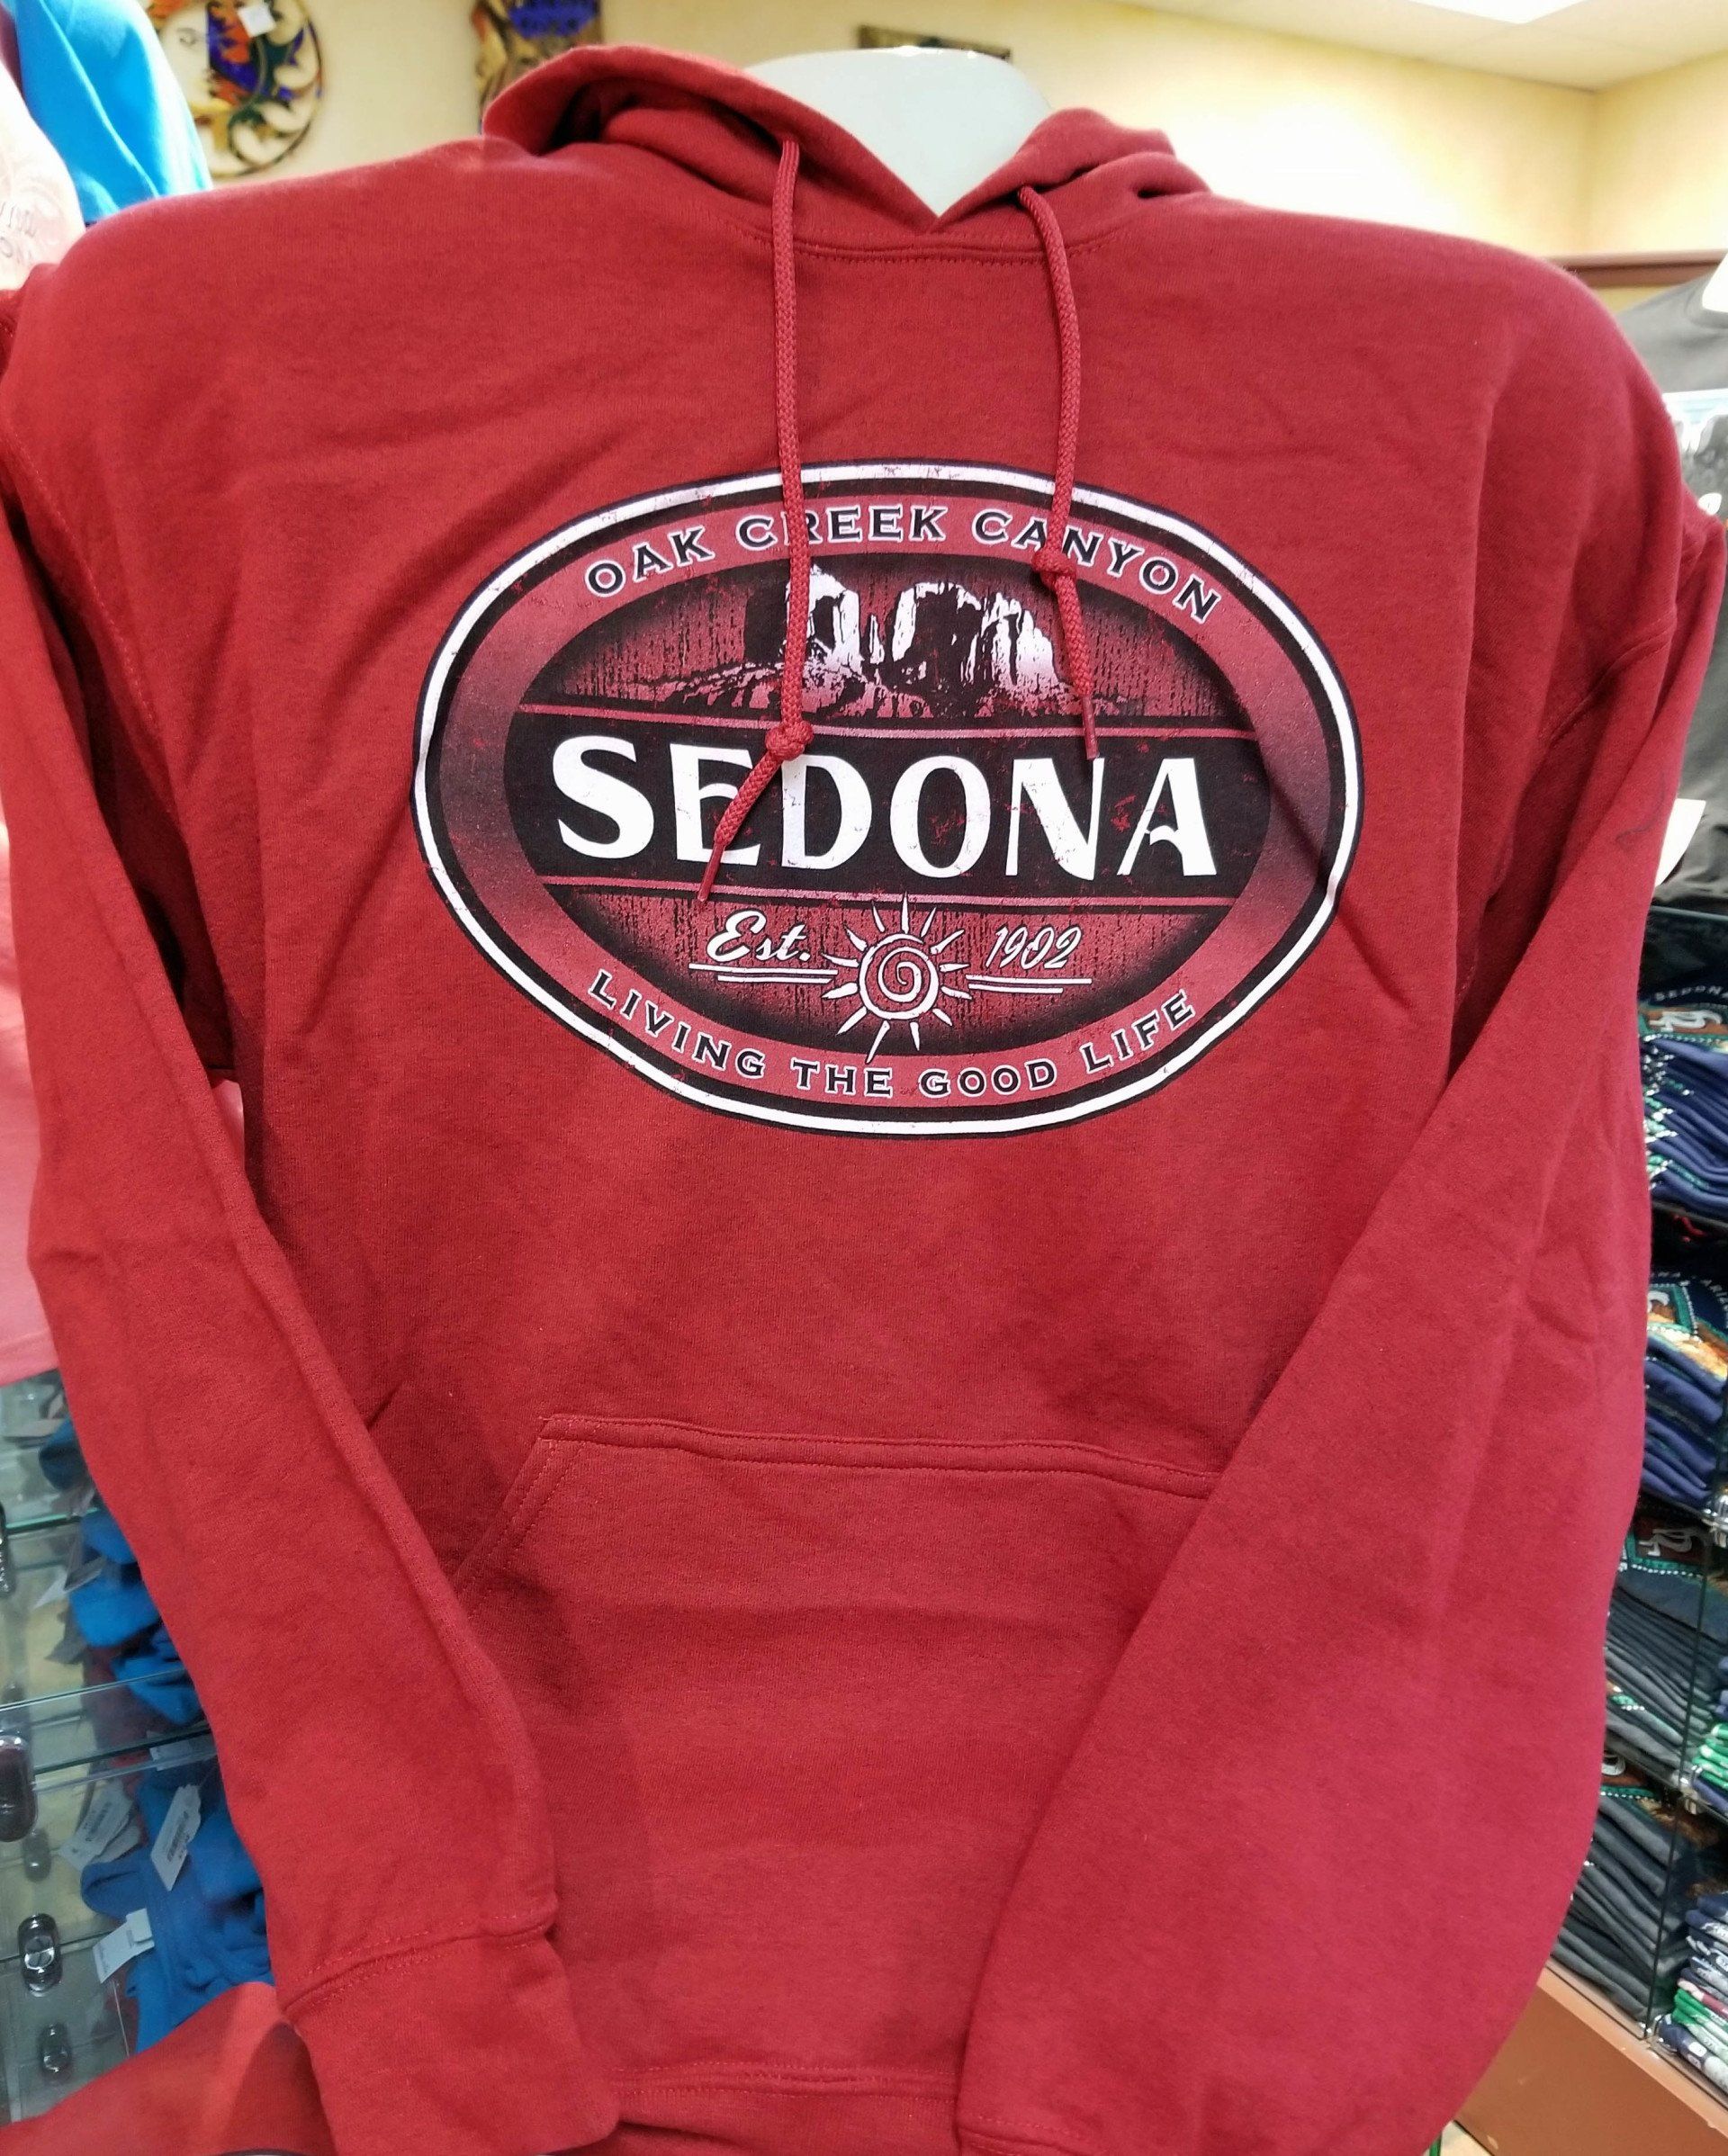 OAK CREEK CANYON
SEDONA
Est. 1902
LIVING THE GOOD LIFE